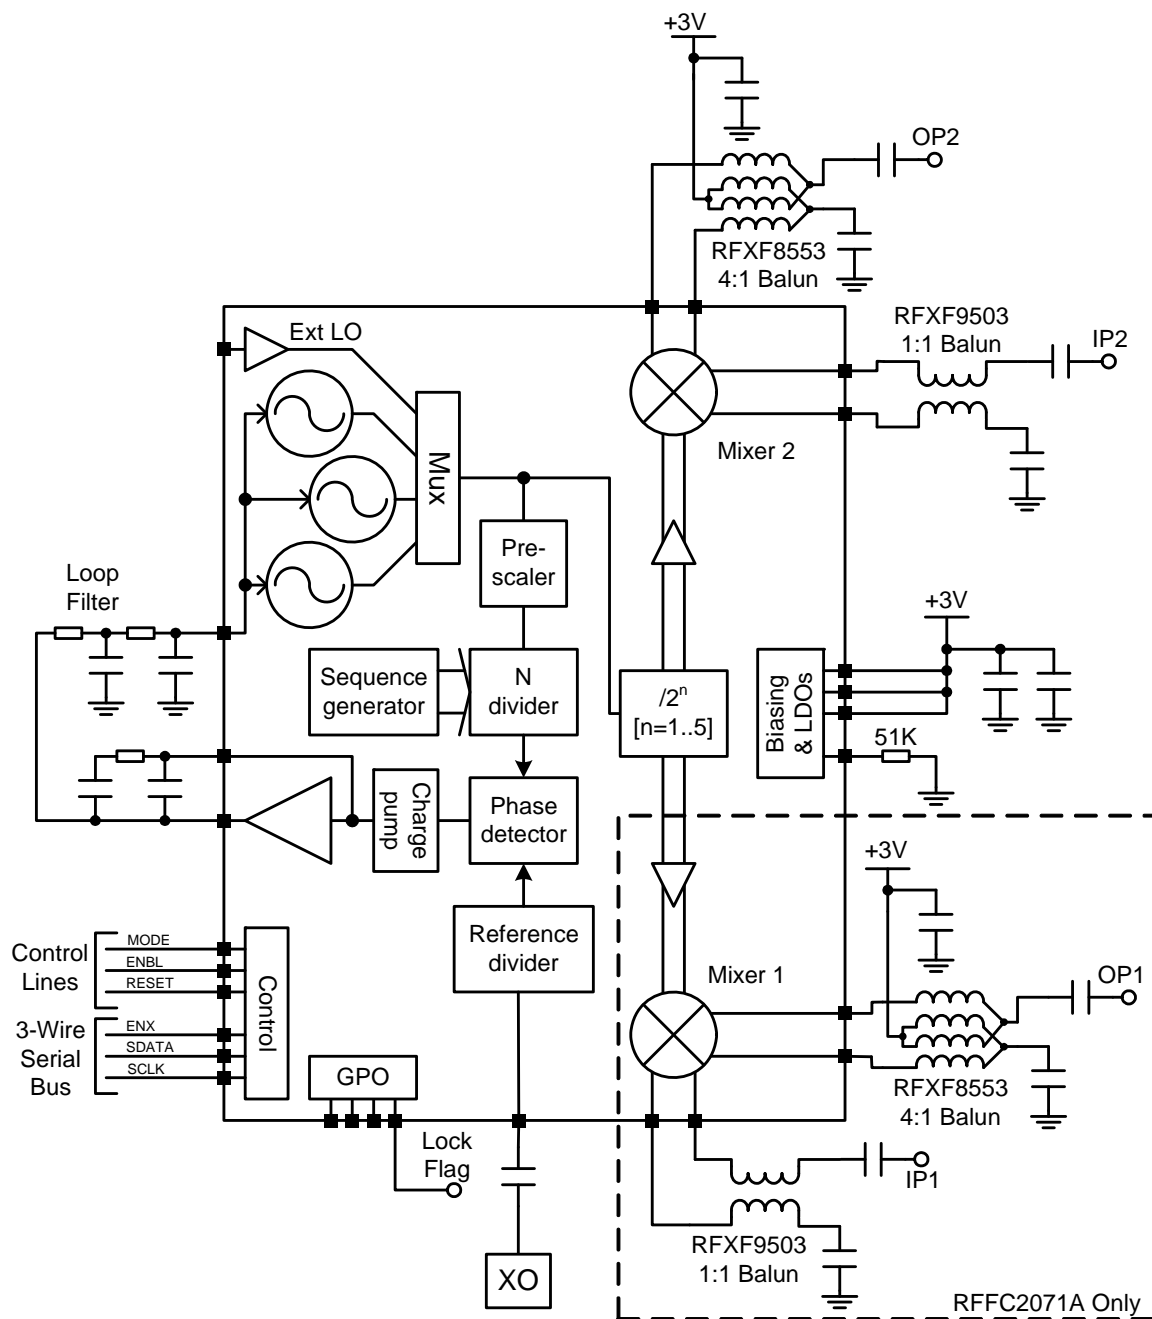 +3V
OP2
RFXF8553
4:1 Balun
Ext LO
RFXF9503
1:1 Balun
IP2
Mux
Mixer 2
Pre-
scaler
Loop
Filter
+3V
Sequence
generator
N
divider
/2ⁿ
[n=1..5]
Biasing
& LDOs
51K
Charge
pump
Phase
detector
+3V
Reference
divider
Mixer 1
OP1
Control
Lines
MODE
ENBL
RESET
3-Wire
Serial
Bus
ENX
SDATA
SCLK
Control
GPO
RFXF8553
4:1 Balun
Lock
Flag
IP1
RFXF9503
1:1 Balun
XO
RFFC2071A Only